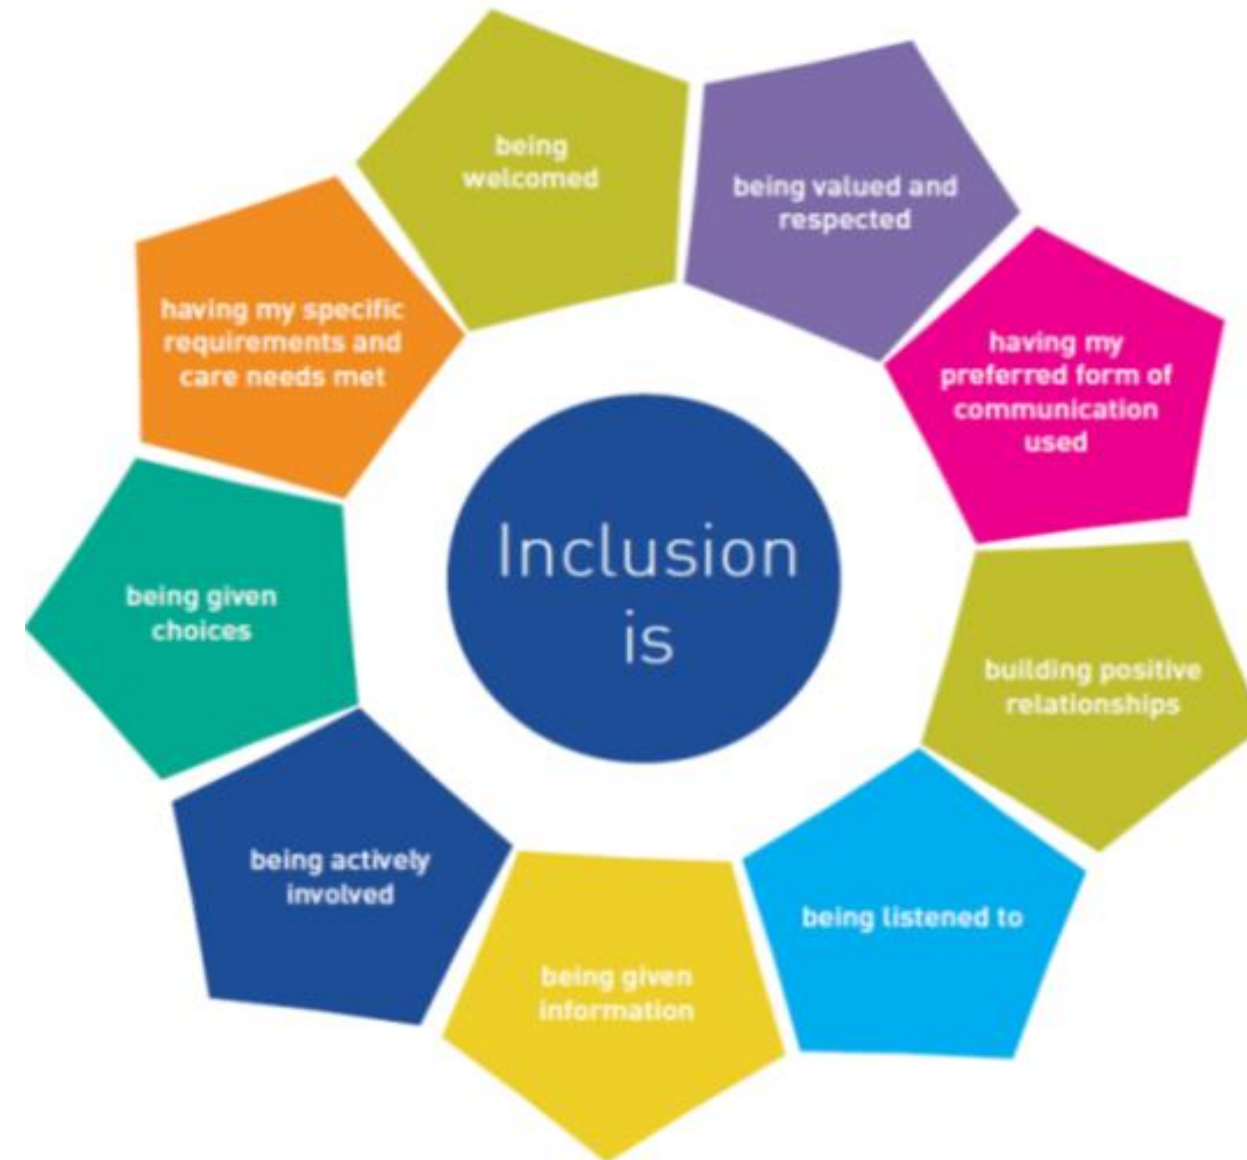 Inclusion
is
being
welcomed
being valued and
respected
having my
preferred form of
communication
used
building positive
relationships
being listened to
being given
information
being actively
involved
being given
choices
having my specific
requirements and
care needs met